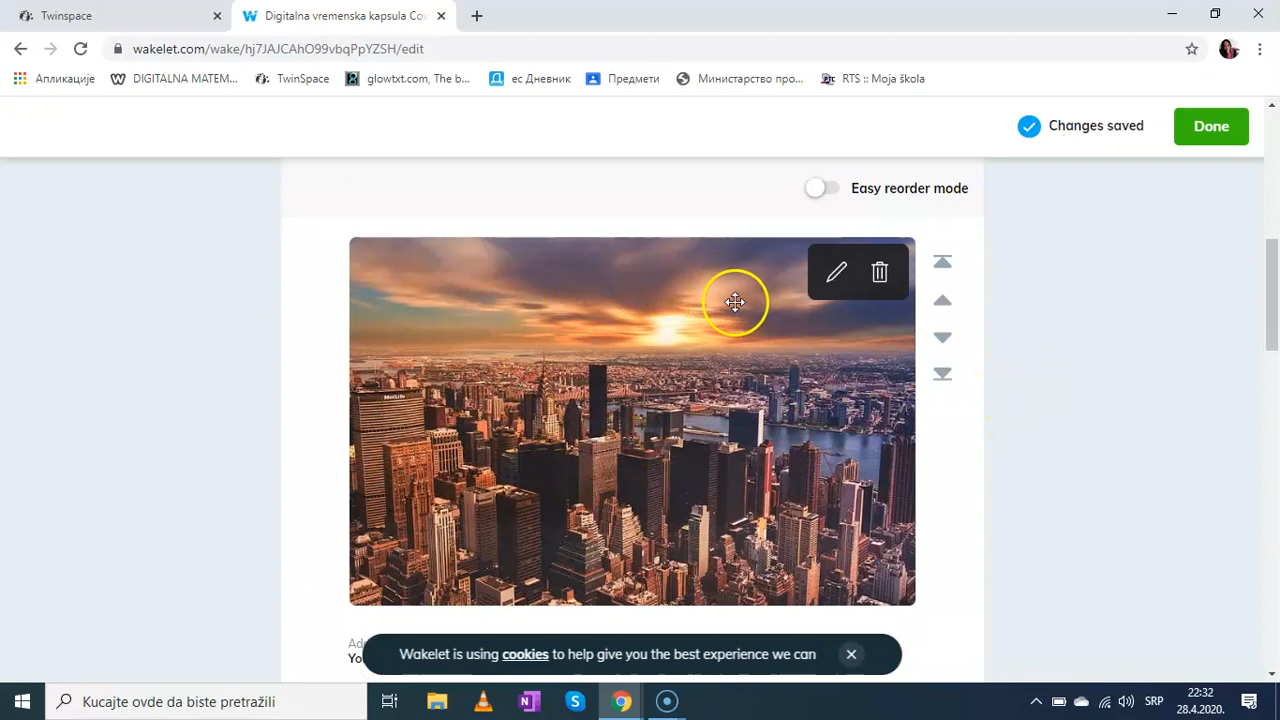 Twinspace
Digitalna vremenska kapsula Cov
wakelet.com/wake/hj7JAJCAhO99vbqPpYZSH/edit
Апликације
DIGITALNA MATEM...
TwinSpace
glowtxt.com, The b...
ес Дневник
Предмети
Министарство про...
RTS :: Moja škola
Changes saved
Done
Easy reorder mode
MetLife
Wakelet is using cookies to help give you the best experience we can
Kucajte ovde da biste pretražili
SRP
22:32
28.4.2020.